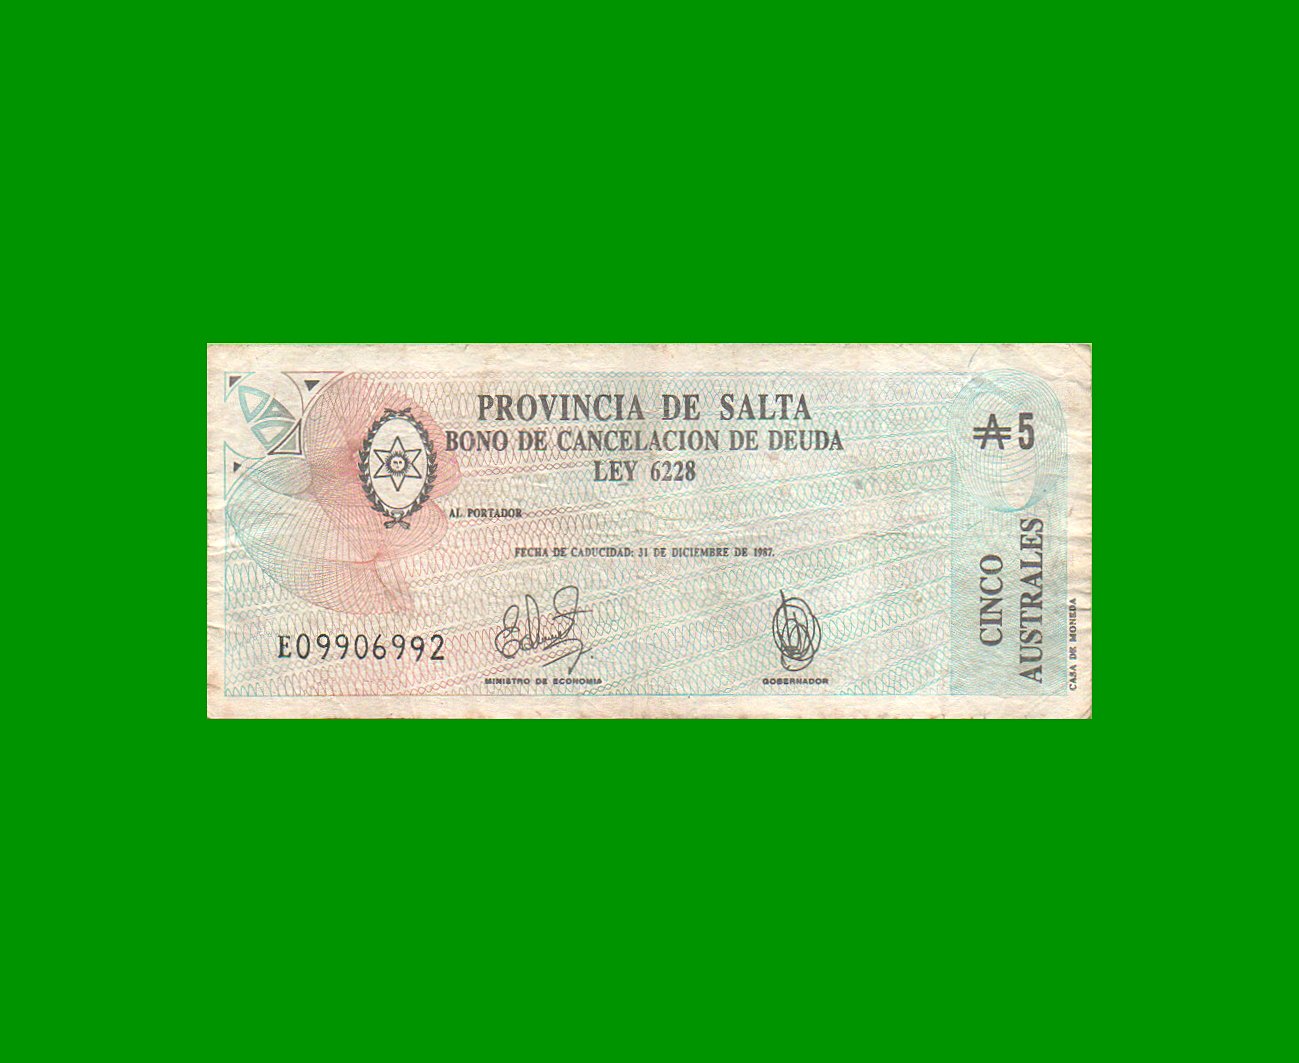 PROVINCIA DE SALTA
BONO DE CANCELACION DE DEUDA
LEY 6228
₳ 5
AL PORTADOR
FECHA DE CADUCIDAD: 31 DE DICIEMBRE DE 1987.
E09906992
MINISTRO DE ECONOMIA
GOBERNADOR
CINCO
AUSTRALES
CASA DE MONEDA